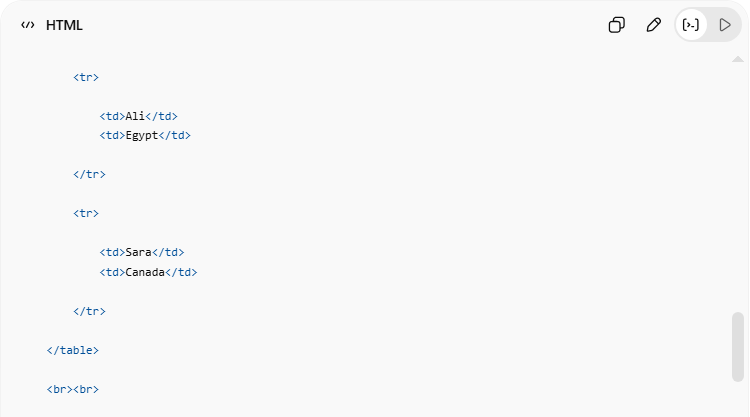 HTML
<tr>
<td>Ali</td>
<td>Egypt</td>
</tr>
<tr>
<td>Sara</td>
<td>Canada</td>
</tr>
</table>
<br><br>